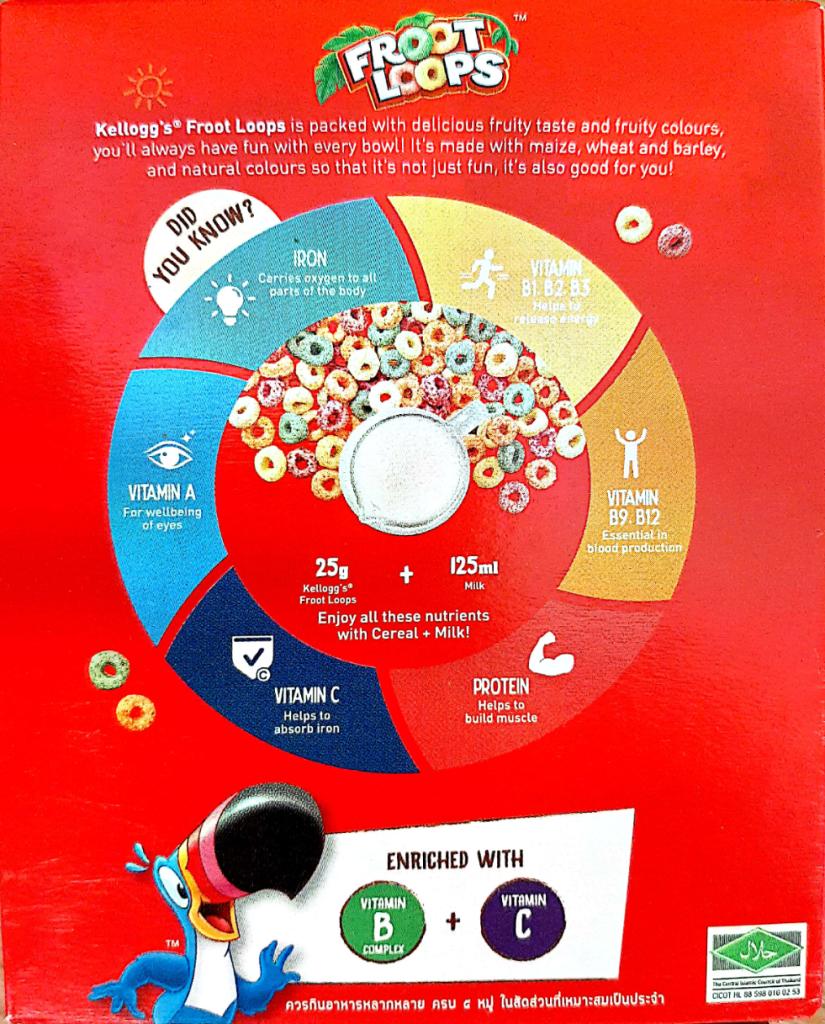 FROOT
LOOPS
™
Kellogg's® Froot Loops is packed with delicious fruity taste and fruity colours,
you'll always have fun with every bowl! It's made with maize, wheat and barley,
and natural colours so that it's not just fun, it's also good for you!
DID
YOU KNOW?
IRON
Carries oxygen to all
parts of the body
VITAMIN
B1. B2. B3
Helps to
release energy
VITAMIN
B9. B12
Essential in
blood production
PROTEIN
Helps to
build muscle
C
VITAMIN C
Helps to
absorb iron
VITAMIN A
For wellbeing
of eyes
25g
Kellogg's®
Froot Loops
+
125ml
Milk
Enjoy all these nutrients
with Cereal + Milk!
ENRICHED WITH
VITAMIN
B
COMPLEX
+
VITAMIN
C
TM
ควรกินอาหารหลากหลาย ครบ ๕ หมู่ ในสัดส่วนที่เหมาะสมเป็นประจำ
حلال
The Central Islamic Council of Thailand
CICOT HL 88 S98 010 02 53